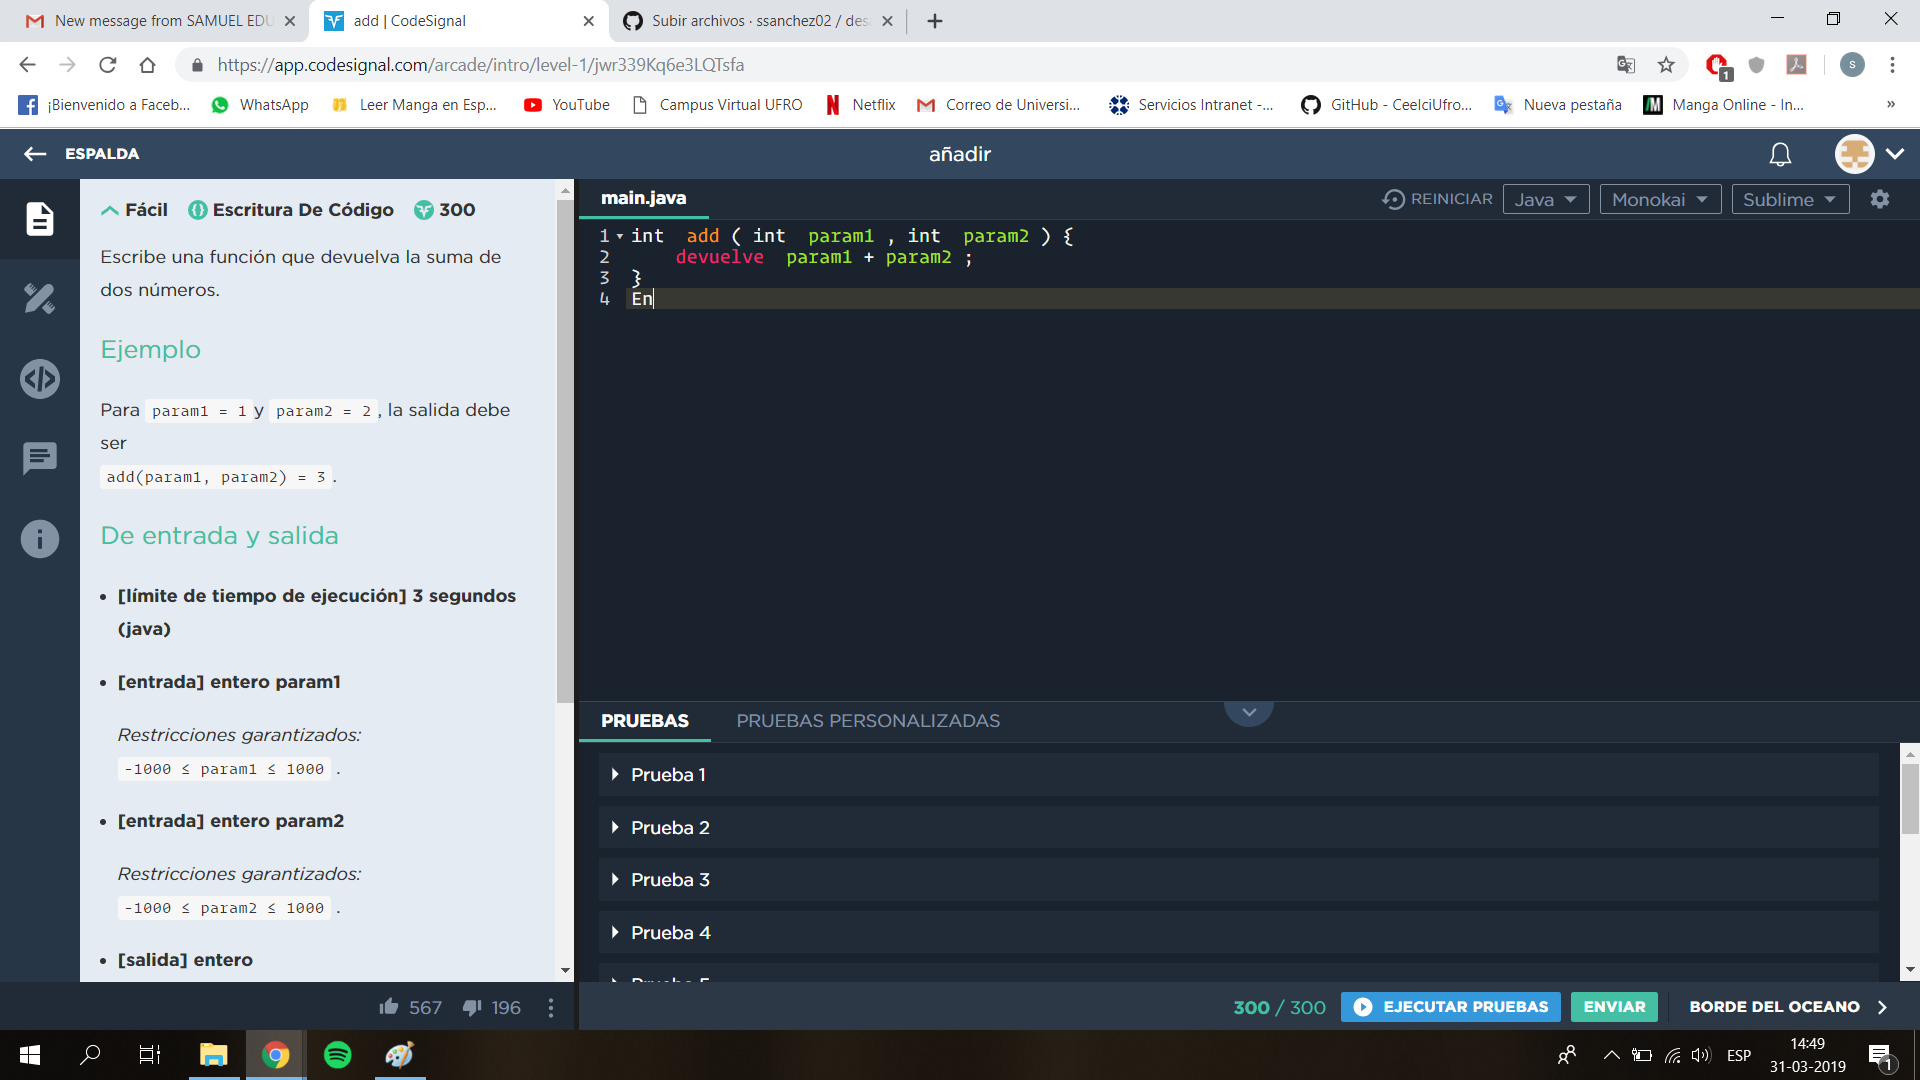 New message from SAMUEL EDU
add | CodeSignal
Subir archivos · ssanchez02 / des
https://app.codesignal.com/arcade/intro/level-1/jwr339Kq6e3LQTsfa
1
s
¡Bienvenido a Faceb...
WhatsApp
Leer Manga en Esp...
YouTube
Campus Virtual UFRO
Netflix
Correo de Universi...
Servicios Intranet -...
GitHub - CeelciUfro...
Nueva pestaña
Manga Online - In...
»
ESPALDA
añadir
Fácil
Escritura De Código
300
Escribe una función que devuelva la suma de
dos números.
Ejemplo
Para param1 = 1 y param2 = 2 , la salida debe
ser
add(param1, param2) = 3 .
De entrada y salida
• [límite de tiempo de ejecución] 3 segundos
(java)
• [entrada] entero param1
Restricciones garantizados:
-1000 ≤ param1 ≤ 1000 .
• [entrada] entero param2
Restricciones garantizados:
-1000 ≤ param2 ≤ 1000 .
• [salida] entero
567
196
main.java
REINICIAR
Java
Monokai
Sublime
1 int add ( int param1 , int param2 ) {
2 devuelve param1 + param2 ;
3 }
4 En
PRUEBAS
PRUEBAS PERSONALIZADAS
Prueba 1
Prueba 2
Prueba 3
Prueba 4
Prueba 5
300 / 300
EJECUTAR PRUEBAS
ENVIAR
BORDE DEL OCEANO
ESP
14:49
31-03-2019
1